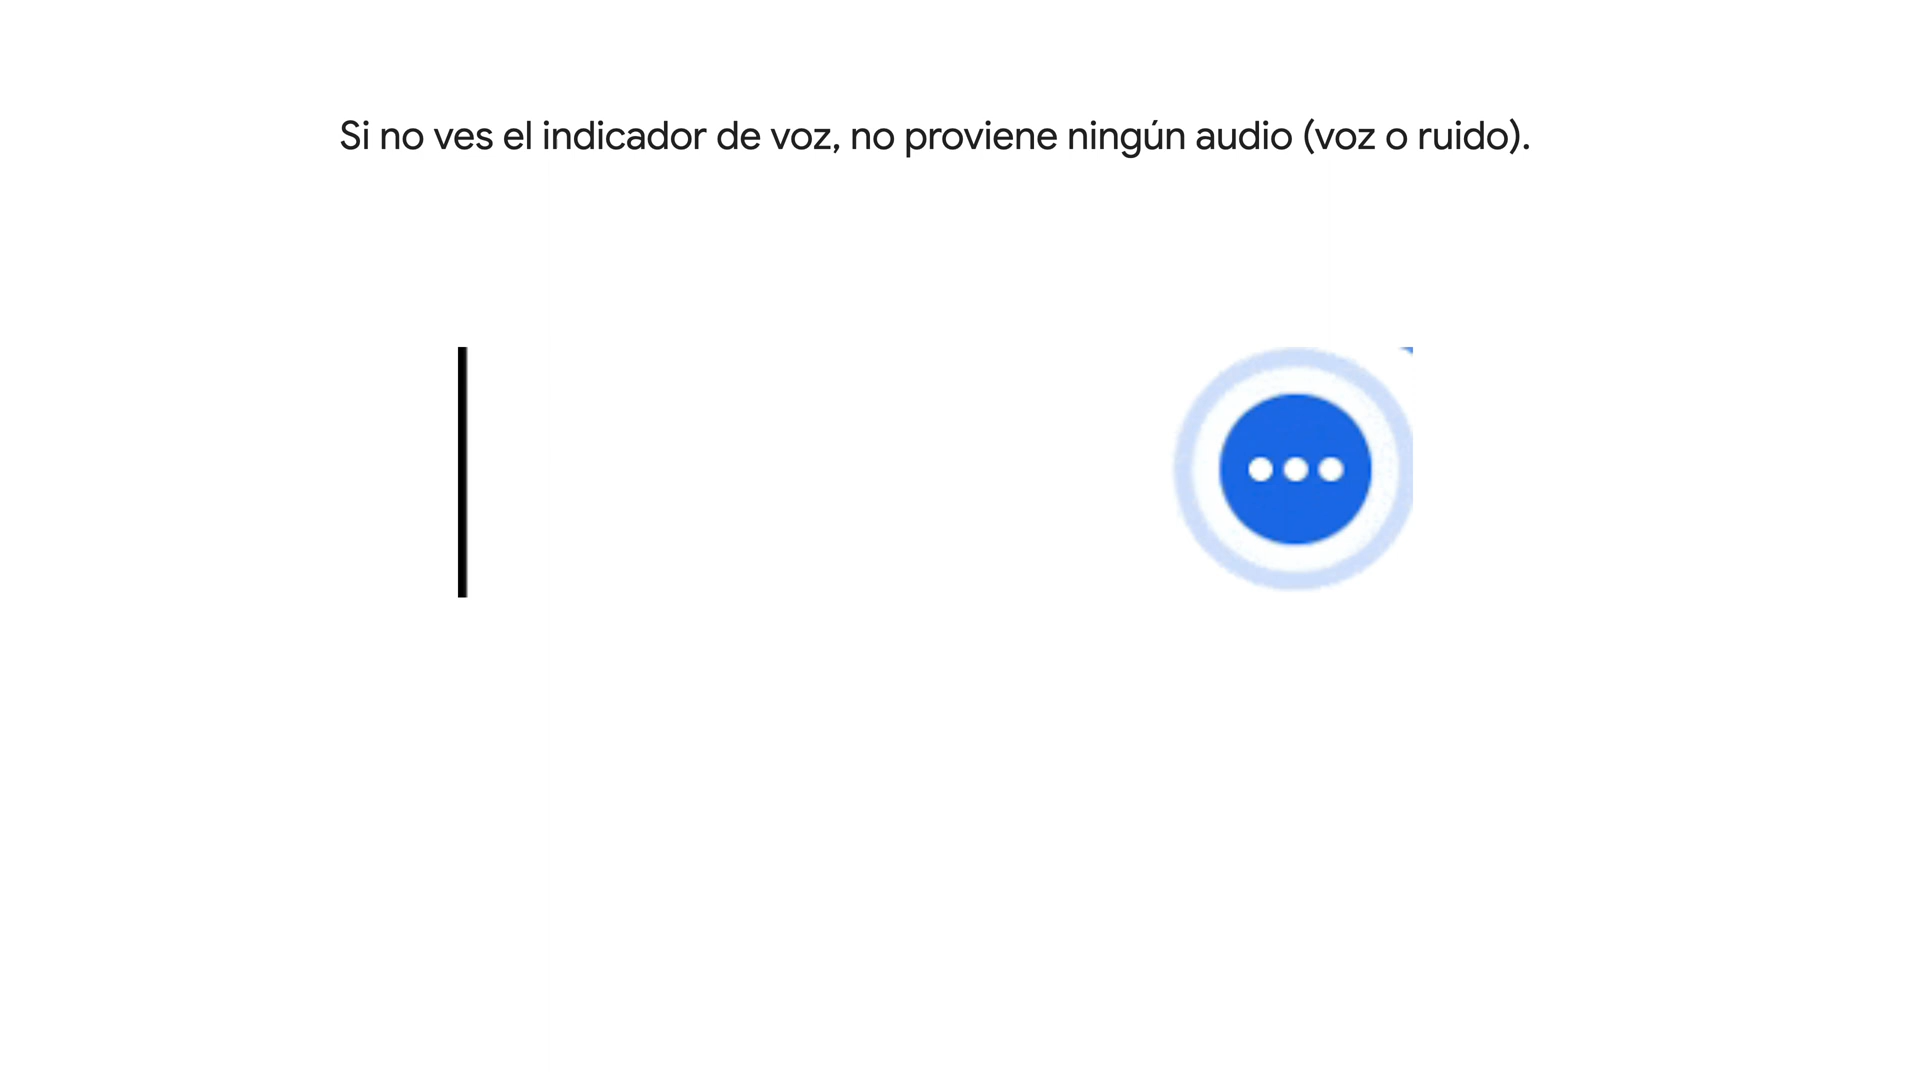 Si no ves el indicador de voz, no proviene ningún audio (voz o ruido).